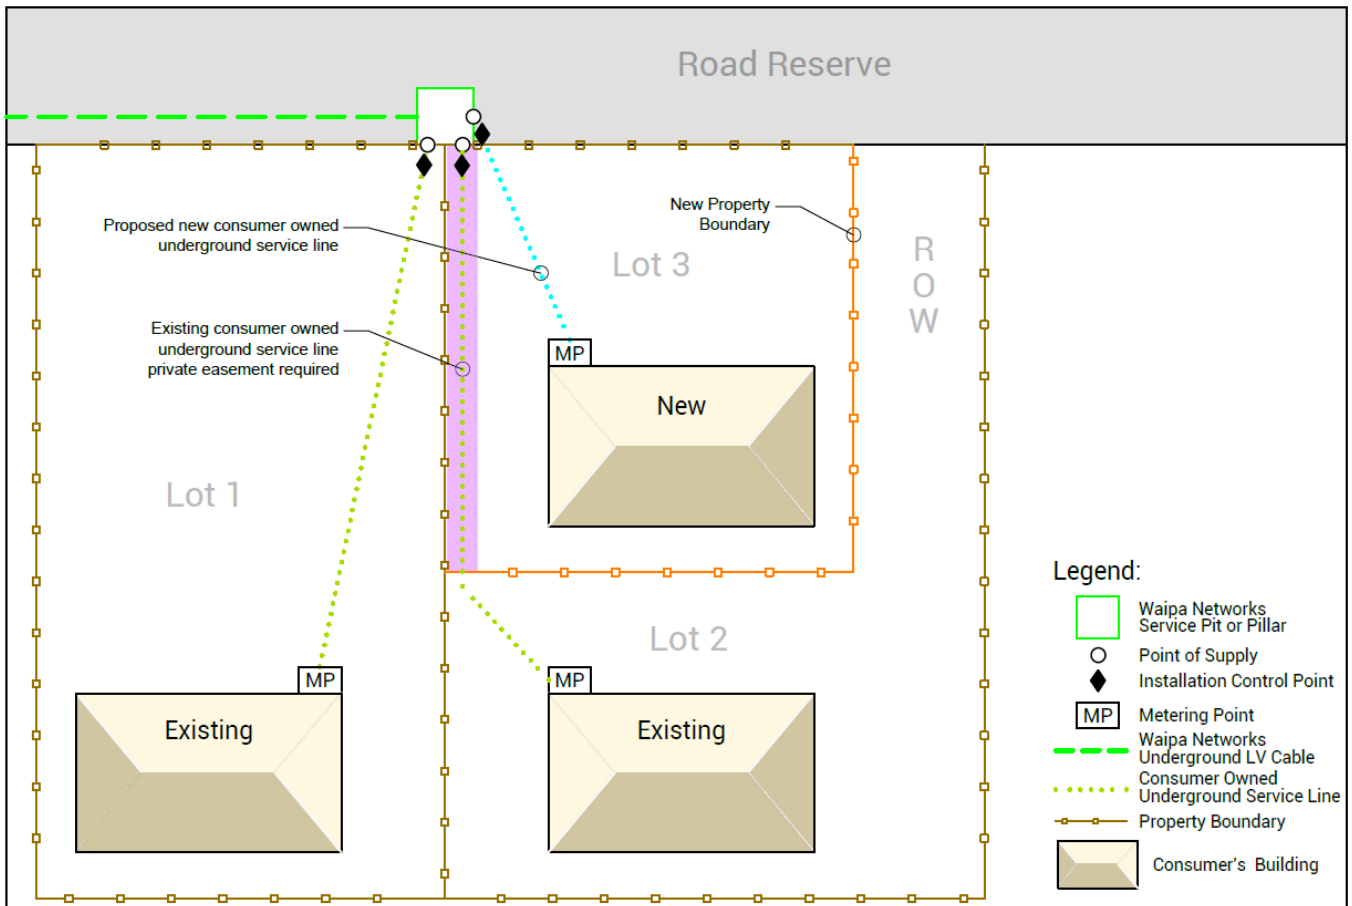 Road Reserve
Proposed new consumer owned
underground service line
New Property
Boundary
Lot 3
R
O
W
Existing consumer owned
underground service line
private easement required
MP
New
Lot 1
Lot 2
MP
MP
Existing
Existing
Legend:
Waipa Networks
Service Pit or Pillar
Point of Supply
Installation Control Point
MP
Metering Point
Waipa Networks
Underground LV Cable
Consumer Owned
Underground Service Line
Property Boundary
Consumer's Building